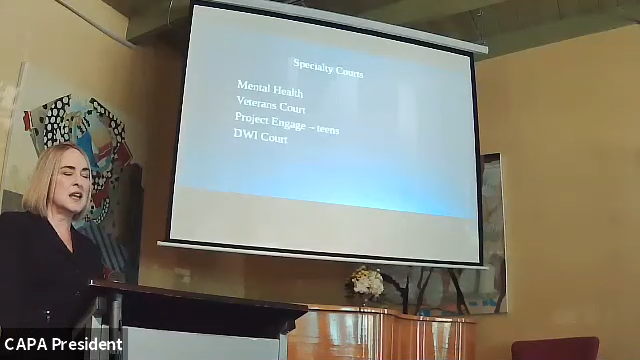 Specialty Courts
Mental Health
Veterans Court
Project Engage – teens
DWI Court
CAPA President